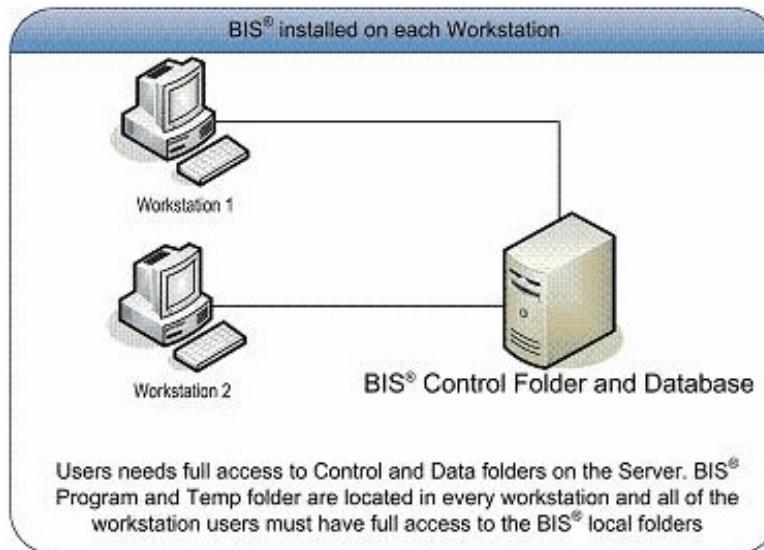 BIS® installed on each Workstation
Workstation 1
Workstation 2
BIS® Control Folder and Database
Users needs full access to Control and Data folders on the Server. BIS®
Program and Temp folder are located in every workstation and all of the
workstation users must have full access to the BIS® local folders